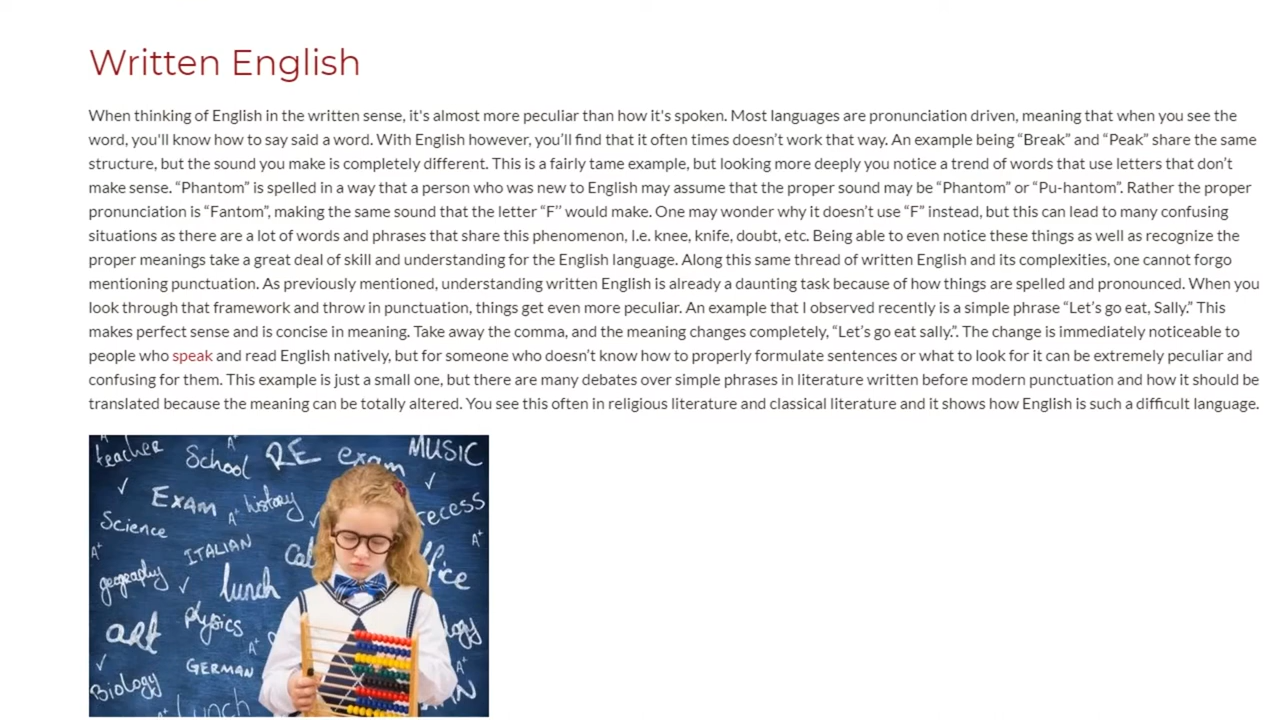 Written English
When thinking of English in the written sense, it's almost more peculiar than how it's spoken. Most languages are pronunciation driven, meaning that when you see the
word, you'll know how to say said a word. With English however, you’ll find that it often times doesn’t work that way. An example being “Break” and “Peak” share the same
structure, but the sound you make is completely different. This is a fairly tame example, but looking more deeply you notice a trend of words that use letters that don’t
make sense. “Phantom” is spelled in a way that a person who was new to English may assume that the proper sound may be “Phantom” or “Pu-hantom”. Rather the proper
pronunciation is “Fantom”, making the same sound that the letter “F’’ would make. One may wonder why it doesn’t use “F” instead, but this can lead to many confusing
situations as there are a lot of words and phrases that share this phenomenon, I.e. knee, knife, doubt, etc. Being able to even notice these things as well as recognize the
proper meanings take a great deal of skill and understanding for the English language. Along this same thread of written English and its complexities, one cannot forgo
mentioning punctuation. As previously mentioned, understanding written English is already a daunting task because of how things are spelled and pronounced. When you
look through that framework and throw in punctuation, things get even more peculiar. An example that I observed recently is a simple phrase “Let’s go eat, Sally.” This
makes perfect sense and is concise in meaning. Take away the comma, and the meaning changes completely, “Let’s go eat sally.”. The change is immediately noticeable to
people who speak and read English natively, but for someone who doesn’t know how to properly formulate sentences or what to look for it can be extremely peculiar and
confusing for them. This example is just a small one, but there are many debates over simple phrases in literature written before modern punctuation and how it should be
translated because the meaning can be totally altered. You see this often in religious literature and classical literature and it shows how English is such a difficult language.
teacher School A+ RE exam MUSIC
Exam A+ history recess
Science A+
A+ ITALIAN
geography lunch
art physics A+
GERMAN A+
Biology
Lunch